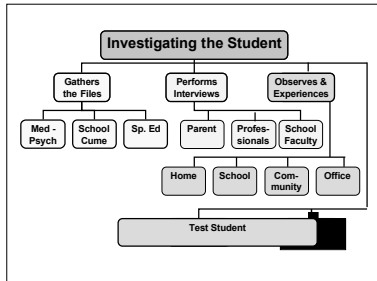 Investigating the Student
Gathers
the Files
Performs
Interviews
Observes &
Experiences
Med -
Psych
School
Cume
Sp. Ed
Parent
Profes-
sionals
School
Faculty
Home
School
Com-
munity
Office
Test Student